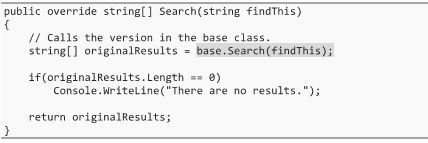 public override string[] Search(string findThis)
{
    // Calls the version in the base class.
    string[] originalResults = base.Search(findThis);

    if(originalResults.Length == 0)
        Console.WriteLine("There are no results.");

    return originalResults;
}